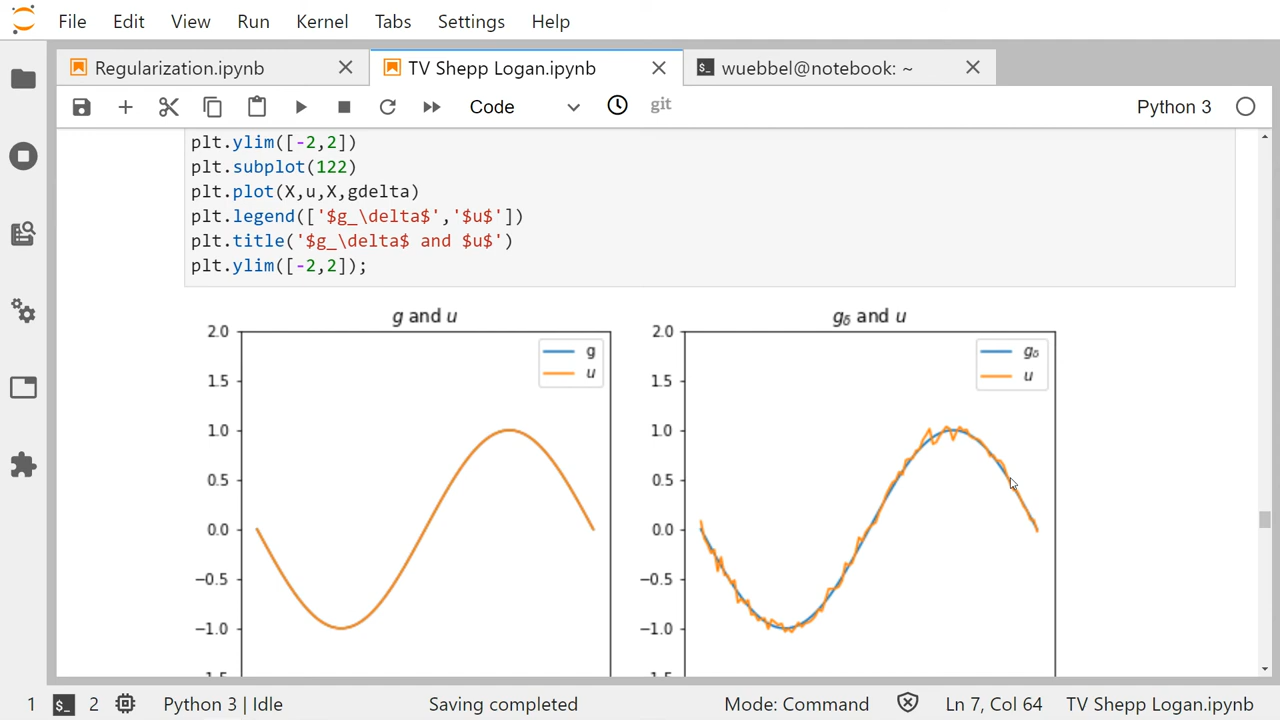 File Edit View Run Kernel Tabs Settings Help
Regularization.ipynb TV Shepp Logan.ipynb $_ wuebbel@notebook: ~
Code git Python 3
plt.ylim([-2,2])
plt.subplot(122)
plt.plot(X,u,X,gdelta)
plt.legend(['$g_\delta$','$u$'])
plt.title('$g_\delta$ and $u$')
plt.ylim([-2,2]);
g and u gδ and u
2.0 2.0
g gδ
u u
1.5 1.5
1.0 1.0
0.5 0.5
0.0 0.0
−0.5 −0.5
−1.0 −1.0
1 $_ 2 Python 3 | Idle Saving completed Mode: Command Ln 7, Col 64 TV Shepp Logan.ipynb